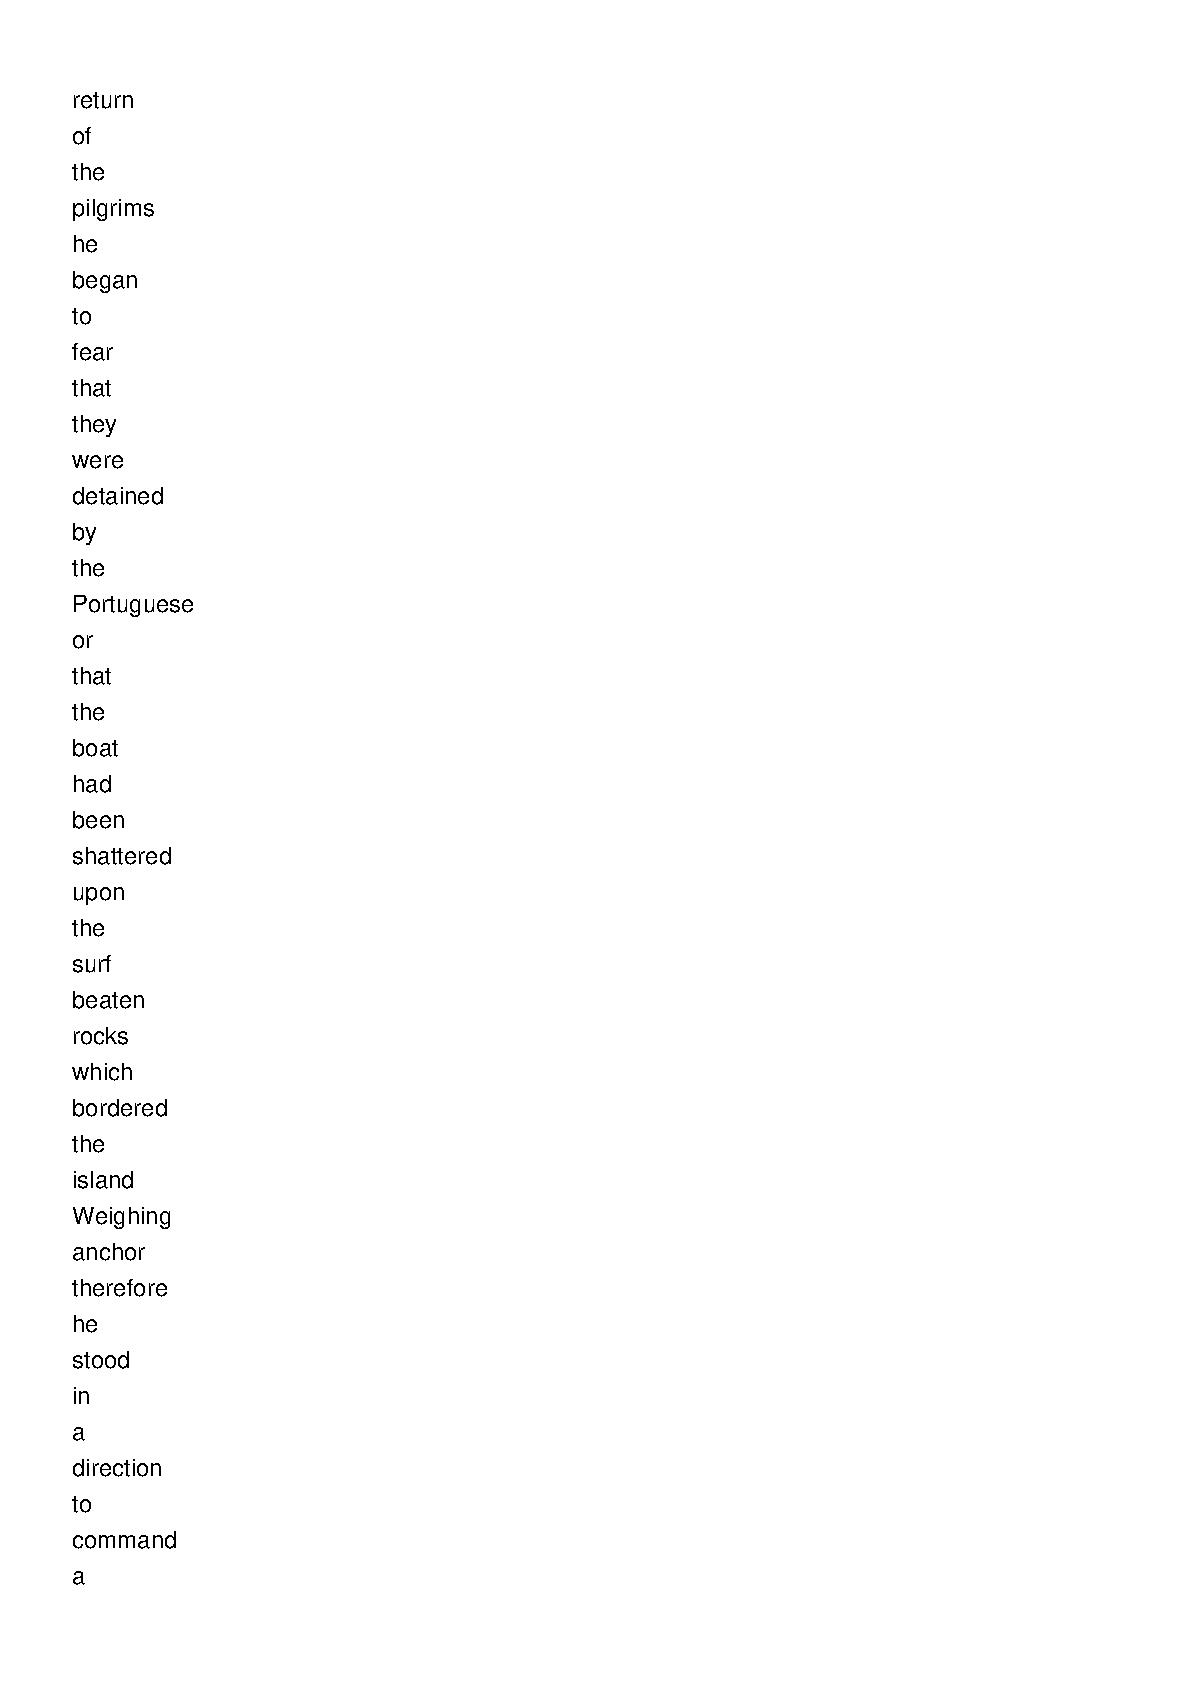 return
of
the
pilgrims
he
began
to
fear
that
they
were
detained
by
the
Portuguese
or
that
the
boat
had
been
shattered
upon
the
surf
beaten
rocks
which
bordered
the
island
Weighing
anchor
therefore
he
stood
in
a
direction
to
command
a